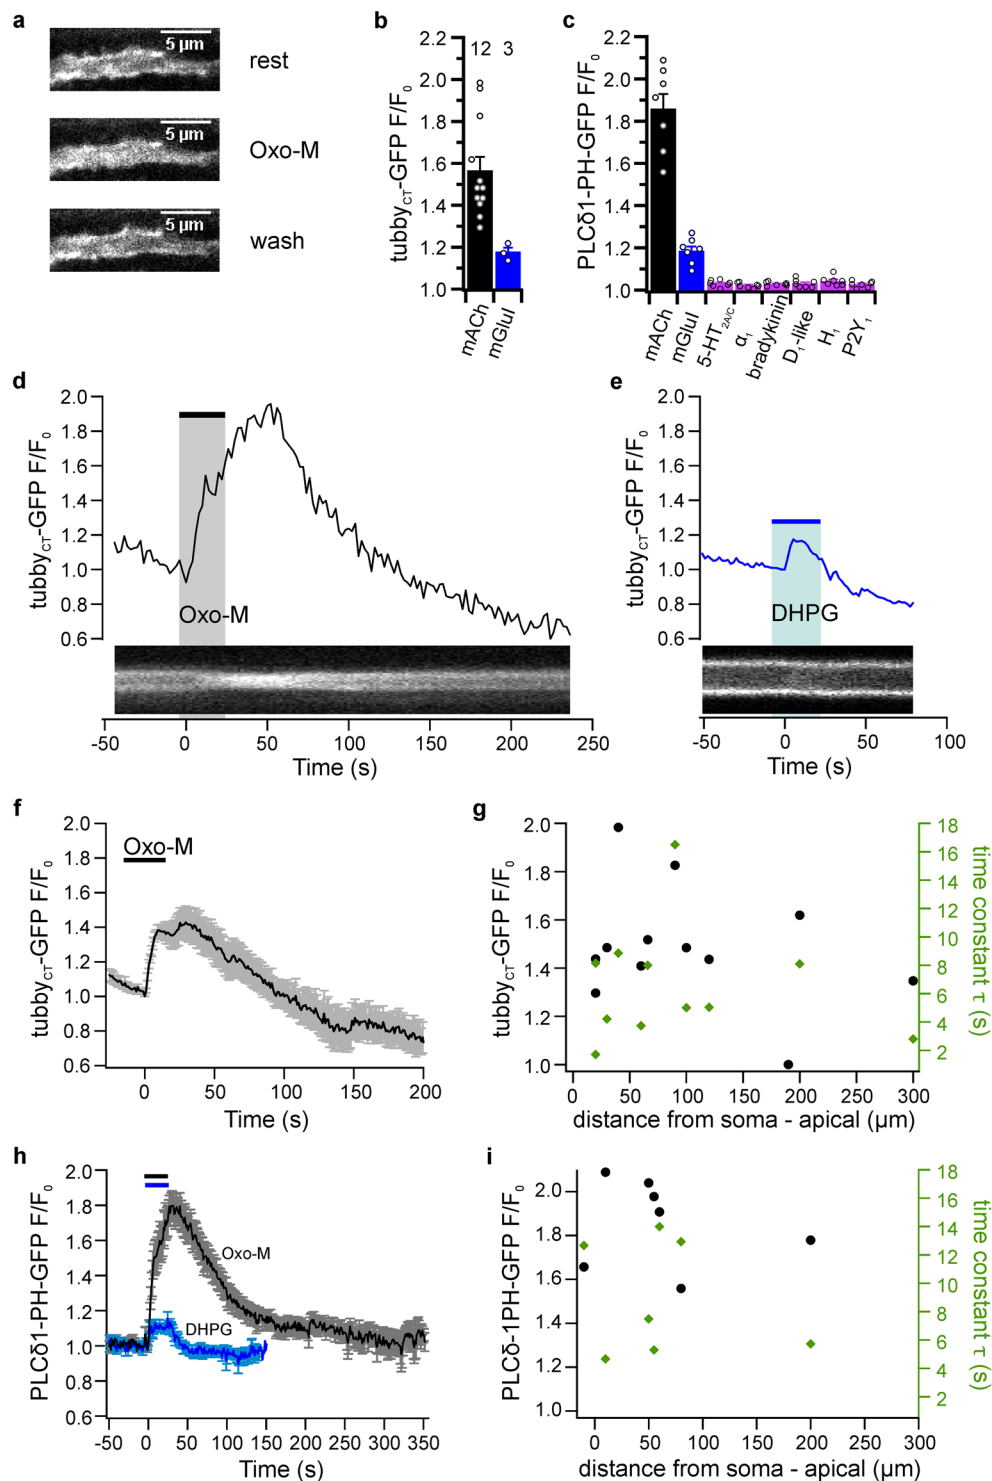 a
5 µm
rest
5 µm
Oxo-M
5 µm
wash
b
tubbyCT-GFP F/F0
2.2
2.0
1.8
1.6
1.4
1.2
1.0
12 3
mACh
mGluI
c
PLCδ1-PH-GFP F/F0
2.2
2.0
1.8
1.6
1.4
1.2
1.0
mACh
mGluI
5-HT2A/C
α1
bradykinin
D1-like
H1
P2Y1
d
tubbyCT-GFP F/F0
2.0
1.8
1.6
1.4
1.2
1.0
0.8
0.6
Oxo-M
-50 0 50 100 150 200 250
Time (s)
e
tubbyCT-GFP F/F0
2.0
1.8
1.6
1.4
1.2
1.0
0.8
0.6
DHPG
-50 0 50 100
Time (s)
f
tubbyCT-GFP F/F0
2.0
1.8
1.6
1.4
1.2
1.0
0.8
0.6
Oxo-M
0 50 100 150 200
Time (s)
g
tubbyCT-GFP F/F0
2.0
1.8
1.6
1.4
1.2
1.0
18
16
14
12
10
8
6
4
2
time constant τ (s)
0 50 100 150 200 250 300
distance from soma - apical (µm)
h
PLCδ1-PH-GFP F/F0
2.0
1.8
1.6
1.4
1.2
1.0
0.8
0.6
Oxo-M
DHPG
-50 0 50 100 150 200 250 300 350
Time (s)
i
PLCδ-1PH-GFP F/F0
2.0
1.8
1.6
1.4
1.2
1.0
18
16
14
12
10
8
6
4
2
time constant τ (s)
0 50 100 150 200 250 300
distance from soma - apical (µm)